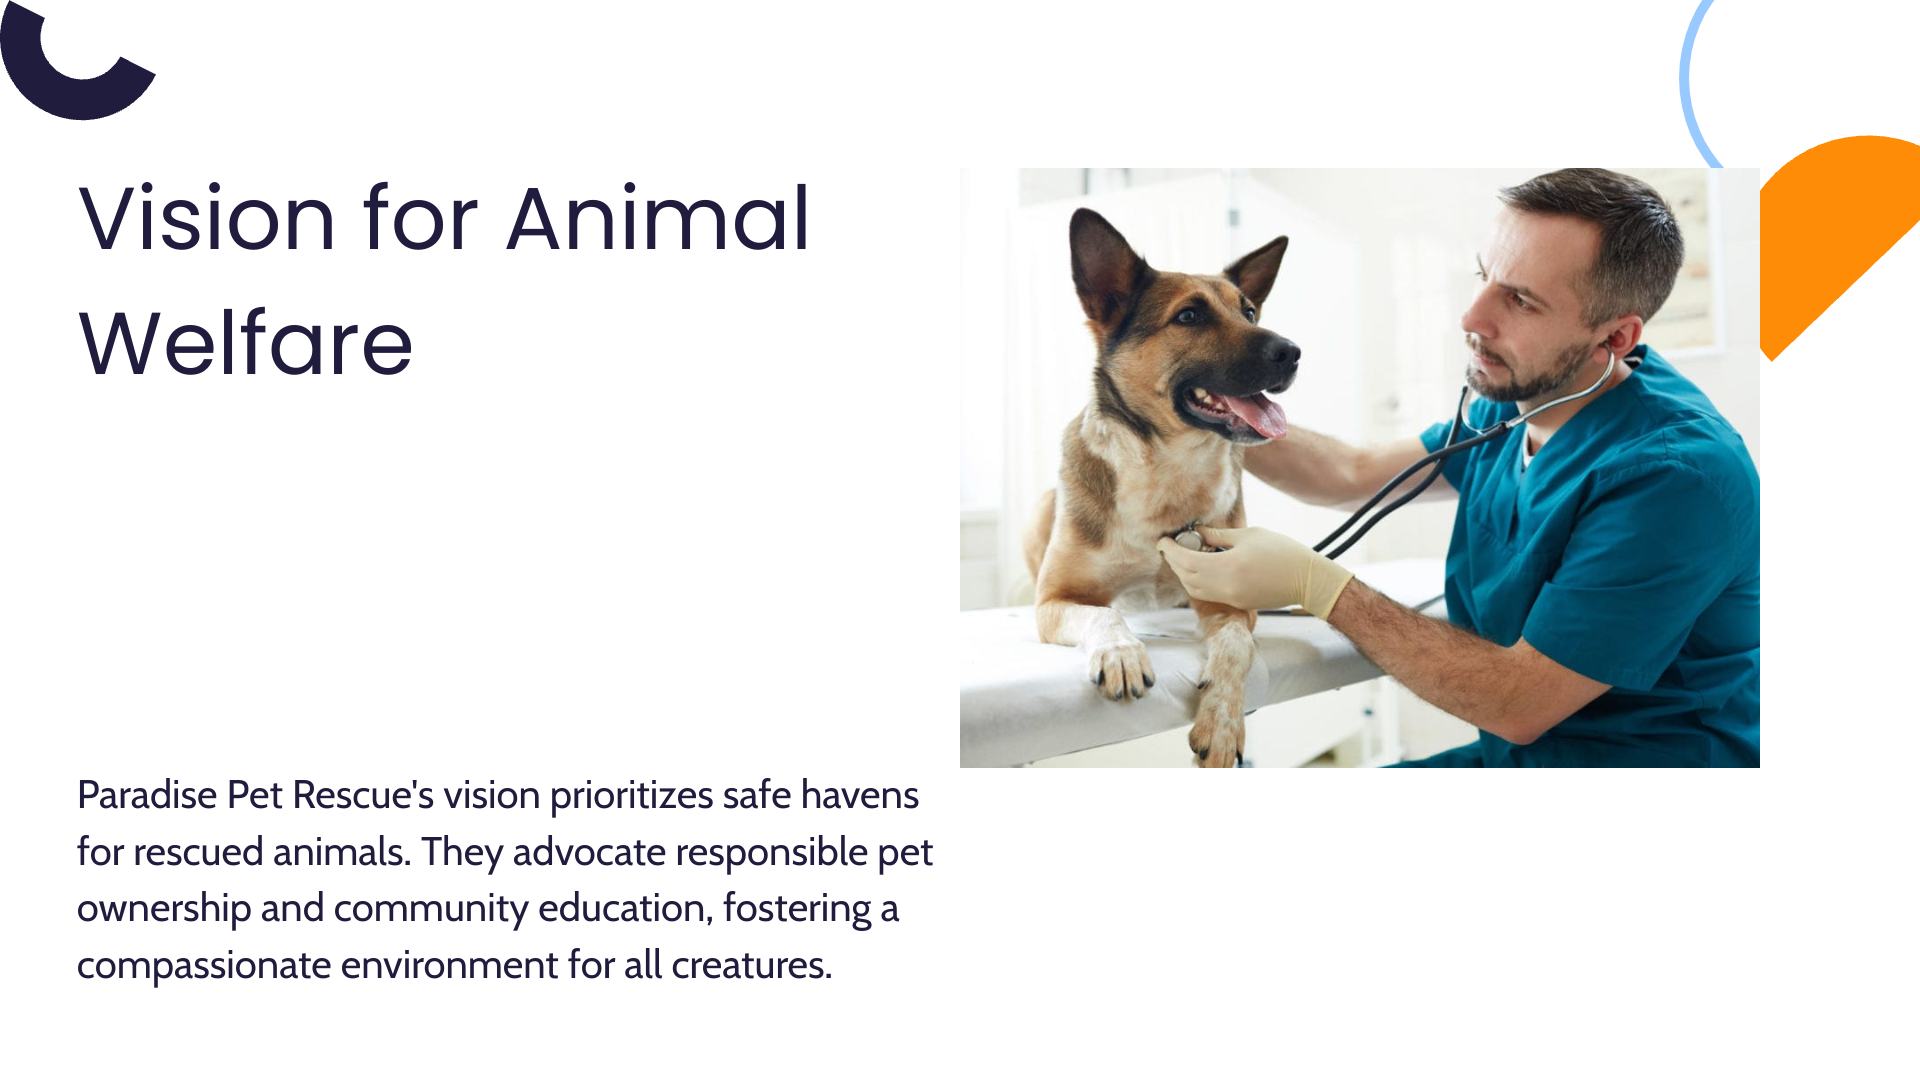 Vision for Animal
Welfare
Paradise Pet Rescue's vision prioritizes safe havens
for rescued animals. They advocate responsible pet
ownership and community education, fostering a
compassionate environment for all creatures.